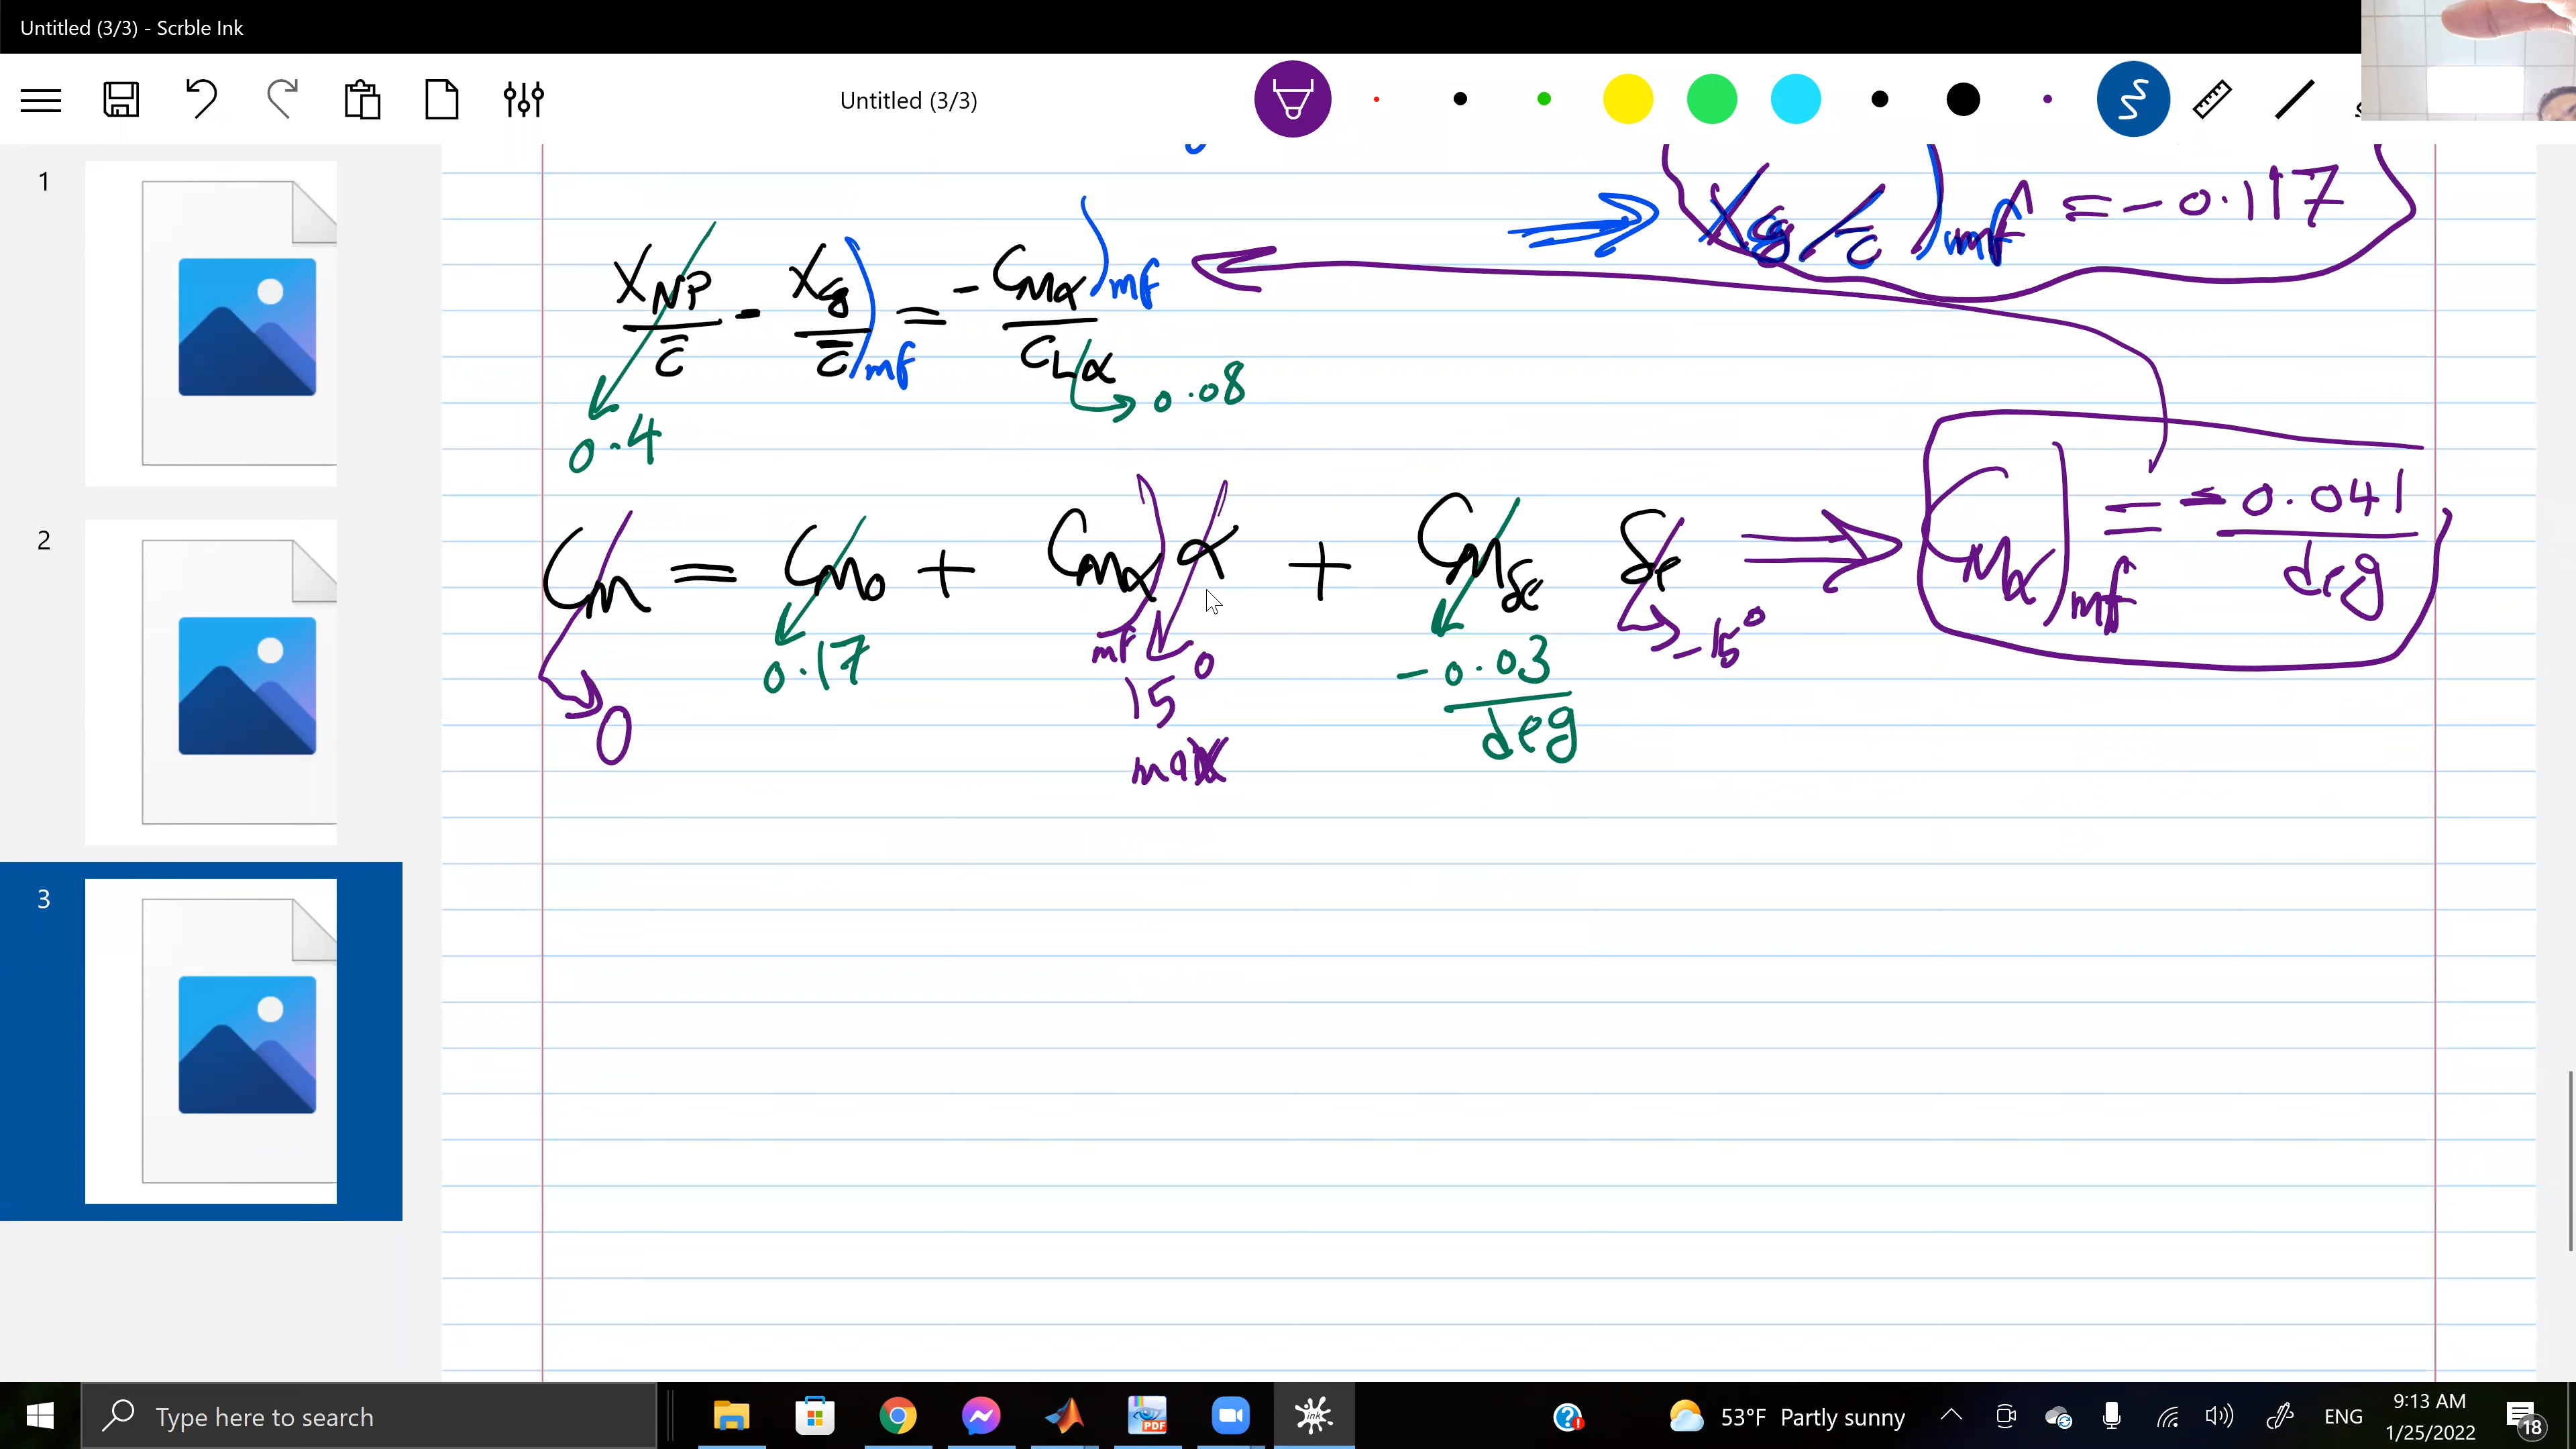 Untitled (3/3) - Scrble Ink
Untitled (3/3)
1
2
3
⇒ Xcg/c̄)mf = -0.117
XNP/c̄ - Xcg/c̄)mf = -CMα)mf / CLα
0.4
0.08
CM = CM0 + CMα)mf α + CMδe δe ⇒ CMα)mf = -0.041/deg
0
0.17
15° max
-0.03/deg
-15°
Type here to search
53°F Partly sunny
ENG
9:13 AM
1/25/2022
18